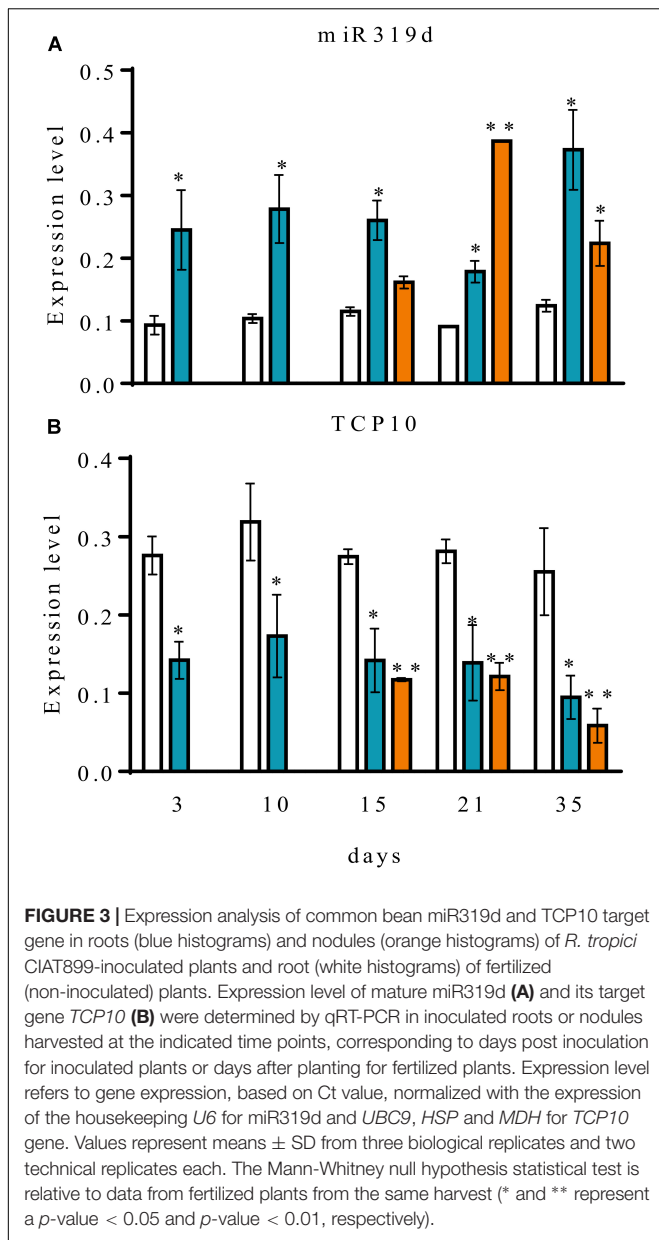 A
miR319d
0.5
0.4
0.3
0.2
0.1
0.0
Expression level
* * * * ** * *
B
TCP10
0.4
0.3
0.2
0.1
0.0
Expression level
* * * ** * ** * **
3 10 15 21 35
days
FIGURE 3 | Expression analysis of common bean miR319d and TCP10 target
gene in roots (blue histograms) and nodules (orange histograms) of R. tropici
CIAT899-inoculated plants and root (white histograms) of fertilized
(non-inoculated) plants. Expression level of mature miR319d (A) and its target
gene TCP10 (B) were determined by qRT-PCR in inoculated roots or nodules
harvested at the indicated time points, corresponding to days post inoculation
for inoculated plants or days after planting for fertilized plants. Expression level
refers to gene expression, based on Ct value, normalized with the expression
of the housekeeping U6 for miR319d and UBC9, HSP and MDH for TCP10
gene. Values represent means ± SD from three biological replicates and two
technical replicates each. The Mann-Whitney null hypothesis statistical test is
relative to data from fertilized plants from the same harvest (* and ** represent
a p-value < 0.05 and p-value < 0.01, respectively).